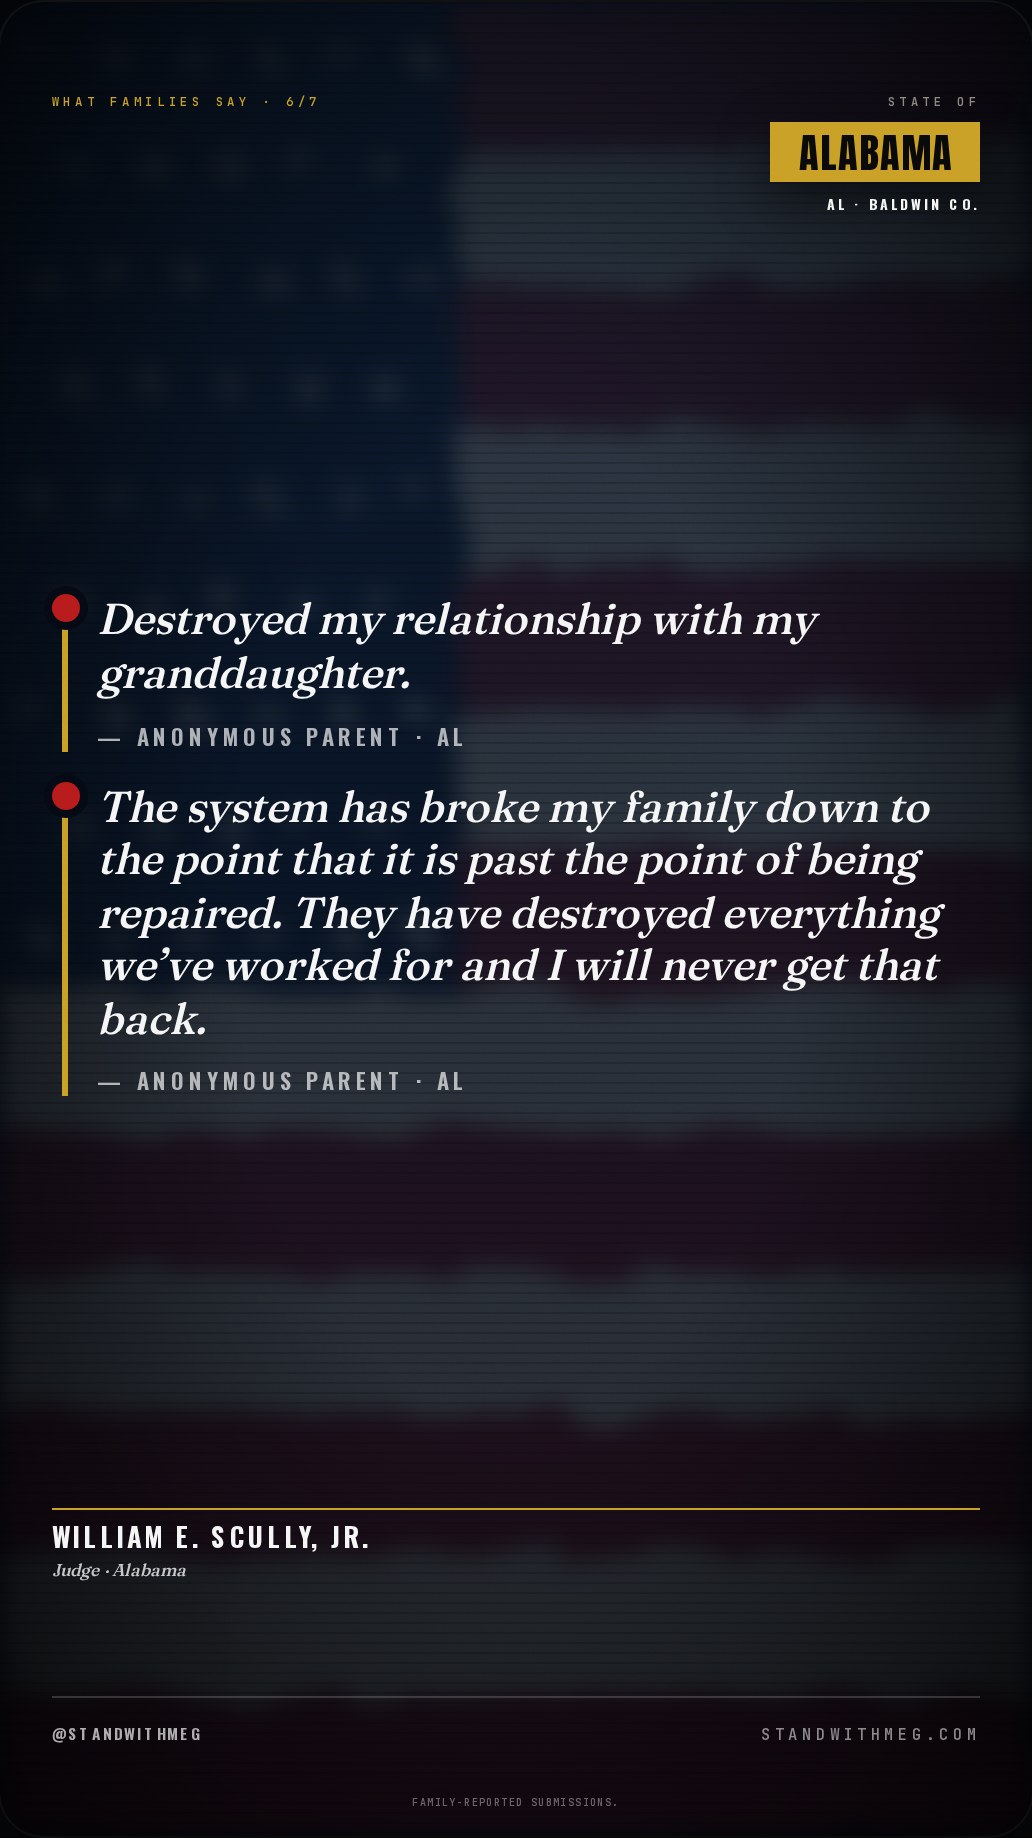 WHAT FAMILIES SAY · 6/7
STATE OF
ALABAMA
AL · BALDWIN CO.
Destroyed my relationship with my
granddaughter.
— ANONYMOUS PARENT · AL
The system has broke my family down to
the point that it is past the point of being
repaired. They have destroyed everything
we’ve worked for and I will never get that
back.
— ANONYMOUS PARENT · AL
WILLIAM E. SCULLY, JR.
Judge · Alabama
@STANDWITHMEG
STANDWITHMEG.COM
FAMILY-REPORTED SUBMISSIONS.